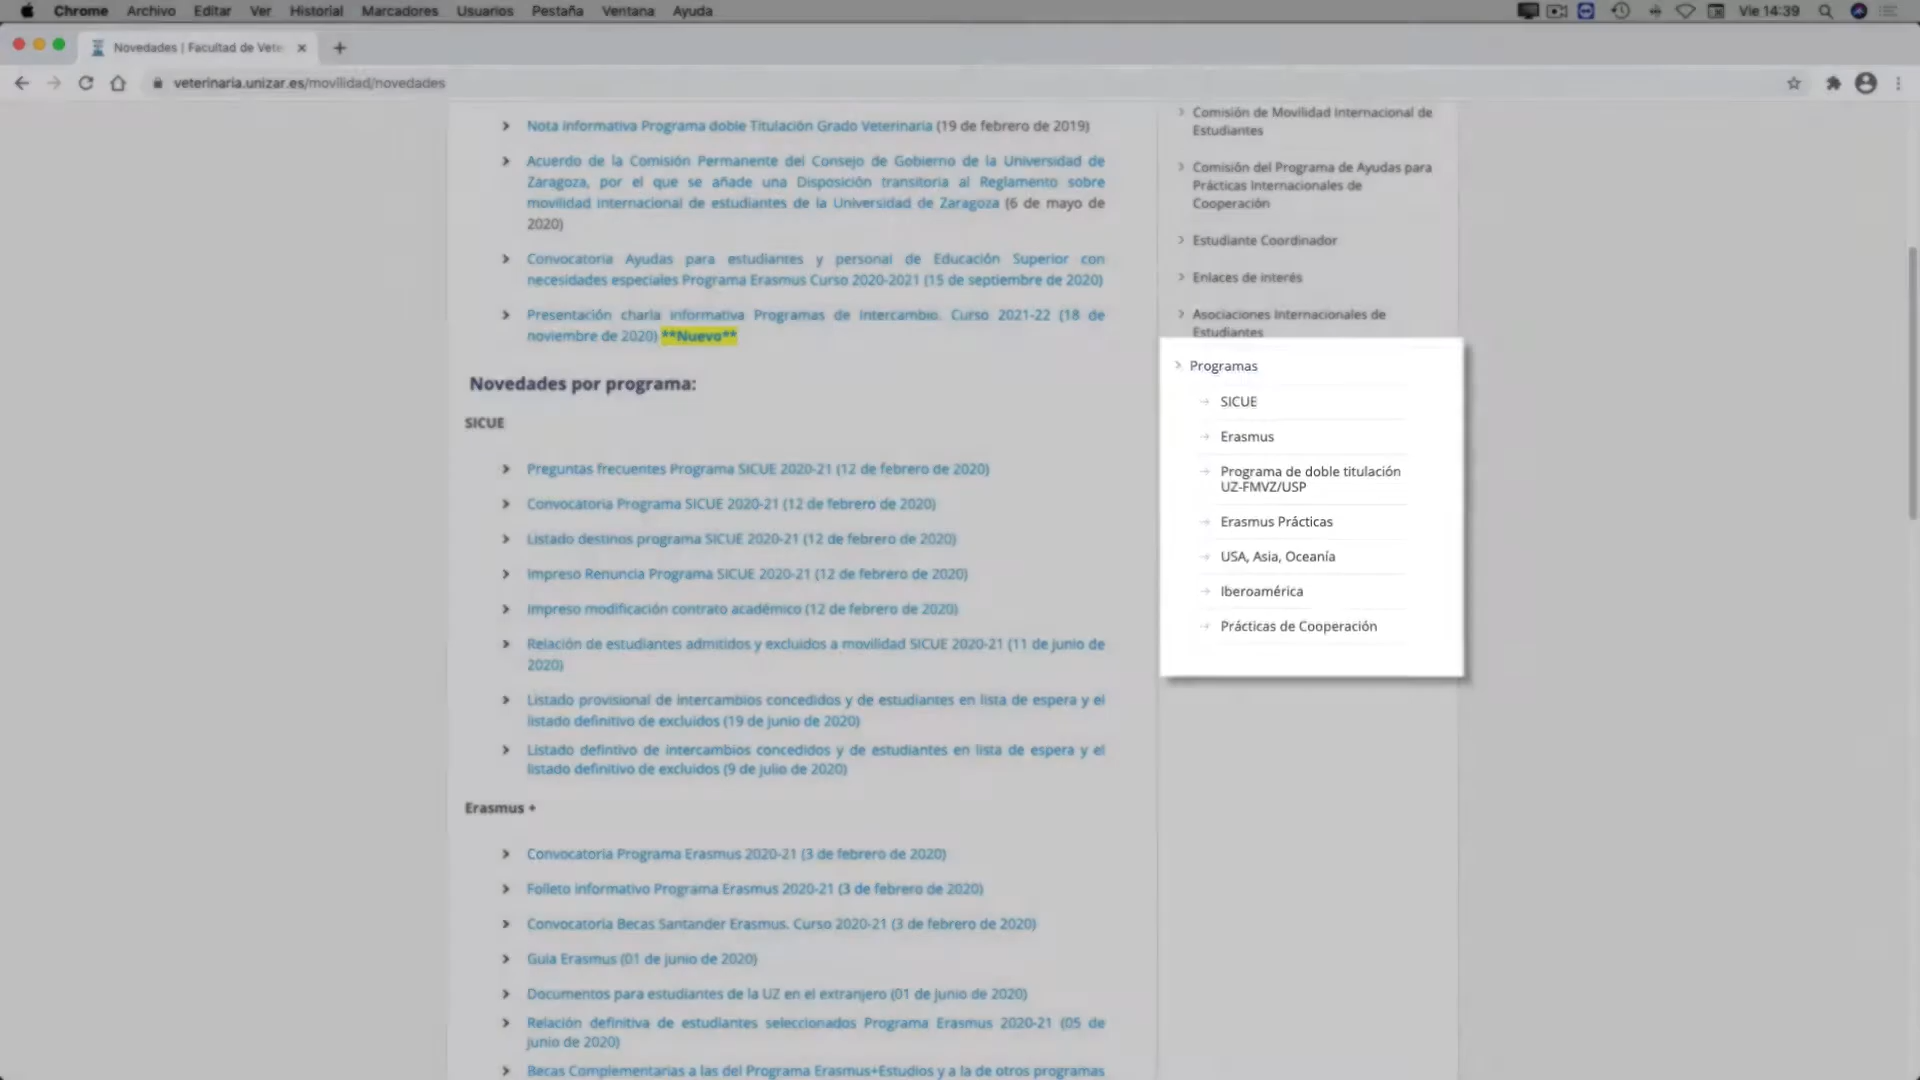 Chrome Archivo Editar Ver Historial Marcadores Usuarios Pestaña Ventana Ayuda
Vie 14:39
Novedades | Facultad de Vete
veterinaria.unizar.es/movilidad/novedades
Nota informativa Programa doble Titulación Grado Veterinaria (19 de febrero de 2019)
Acuerdo de la Comisión Permanente del Consejo de Gobierno de la Universidad de
Zaragoza, por el que se añade una Disposición transitoria al Reglamento sobre
movilidad internacional de estudiantes de la Universidad de Zaragoza (6 de mayo de
2020)
Convocatoria Ayudas para estudiantes y personal de Educación Superior con
necesidades especiales Programa Erasmus Curso 2020-2021 (15 de septiembre de 2020)
Presentación charla informativa Programas de Intercambio. Curso 2021-22 (18 de
noviembre de 2020) **Nuevo**
Novedades por programa:
SICUE
Preguntas frecuentes Programa SICUE 2020-21 (12 de febrero de 2020)
Convocatoria Programa SICUE 2020-21 (12 de febrero de 2020)
Listado destinos programa SICUE 2020-21 (12 de febrero de 2020)
Impreso Renuncia Programa SICUE 2020-21 (12 de febrero de 2020)
Impreso modificación contrato académico (12 de febrero de 2020)
Relación de estudiantes admitidos y excluidos a movilidad SICUE 2020-21 (11 de junio de
2020)
Listado provisional de intercambios concedidos y de estudiantes en lista de espera y el
listado definitivo de excluidos (19 de junio de 2020)
Listado defintivo de intercambios concedidos y de estudiantes en lista de espera y el
listado definitivo de excluidos (9 de julio de 2020)
Erasmus +
Convocatoria Programa Erasmus 2020-21 (3 de febrero de 2020)
Folleto informativo Programa Erasmus 2020-21 (3 de febrero de 2020)
Convocatoria Becas Santander Erasmus. Curso 2020-21 (3 de febrero de 2020)
Guia Erasmus (01 de junio de 2020)
Documentos para estudiantes de la UZ en el extranjero (01 de junio de 2020)
Relación definitiva de estudiantes seleccionados Programa Erasmus 2020-21 (05 de
junio de 2020)
Becas Complementarias a las del Programa Erasmus+Estudios y a la de otros programas
Comisión de Movilidad Internacional de
Estudiantes
Comisión del Programa de Ayudas para
Prácticas Internacionales de
Cooperación
Estudiante Coordinador
Enlaces de interés
Asociaciones Internacionales de
Estudiantes
Programas
SICUE
Erasmus
Programa de doble titulación
UZ-FMVZ/USP
Erasmus Prácticas
USA, Asia, Oceanía
Iberoamérica
Prácticas de Cooperación